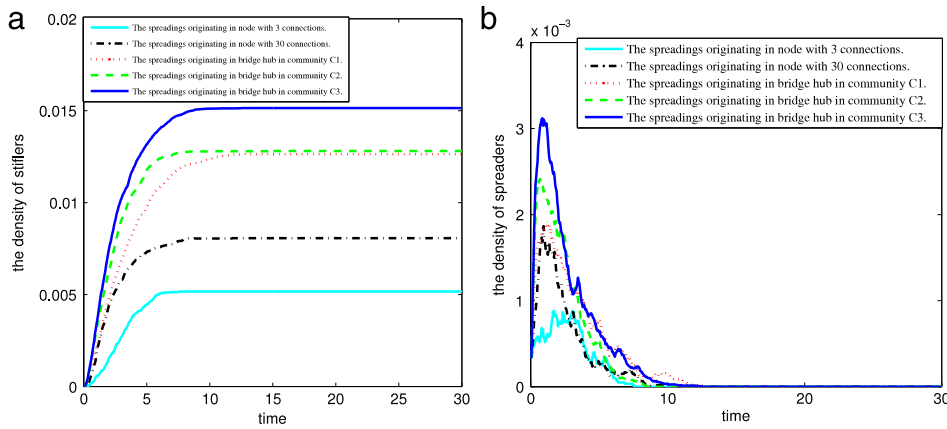 a
0.02
0.015
0.01
0.005
0
the density of stiflers
The spreadings originating in node with 3 connections.
The spreadings originating in node with 30 connections.
The spreadings originating in bridge hub in community C1.
The spreadings originating in bridge hub in community C2.
The spreadings originating in bridge hub in community C3.
0 5 10 15 20 25 30
time
b
4 × 10⁻³
3
2
1
0
the density of spreaders
The spreadings originating in node with 3 connections.
The spreadings originating in node with 30 connections.
The spreadings originating in bridge hub in community C1.
The spreadings originating in bridge hub in community C2.
The spreadings originating in bridge hub in community C3.
0 10 20 30
time